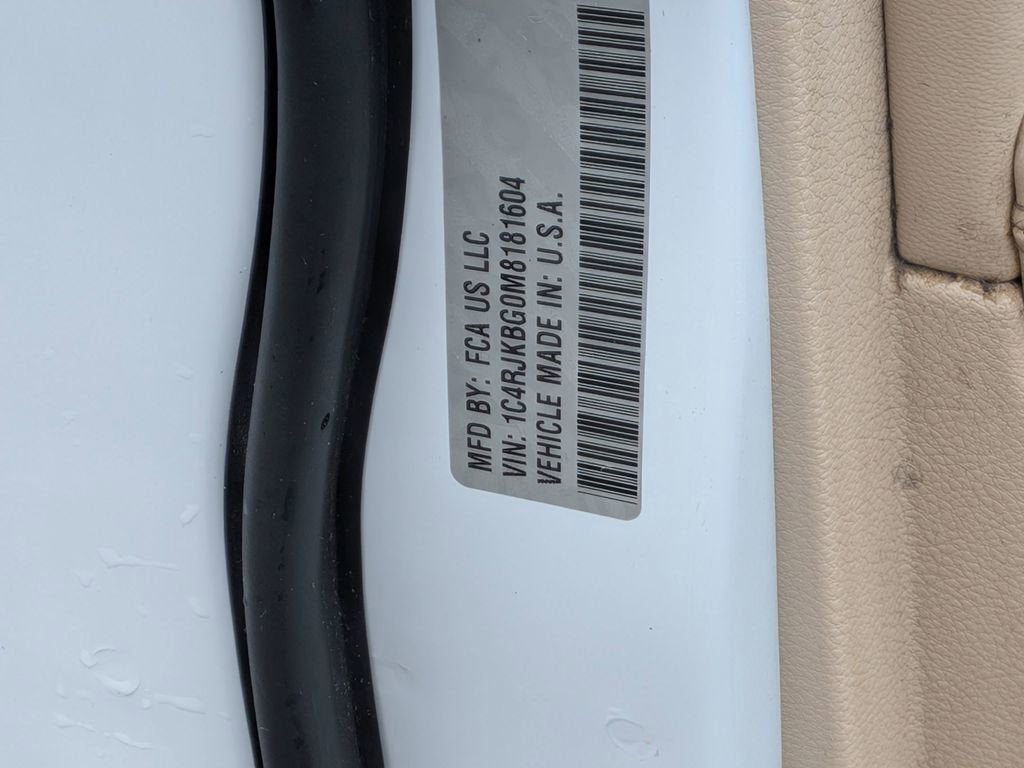 MFD BY: FCA US LLC
VIN: 1C4RJKBG0M8181604
VEHICLE MADE IN: U.S.A.